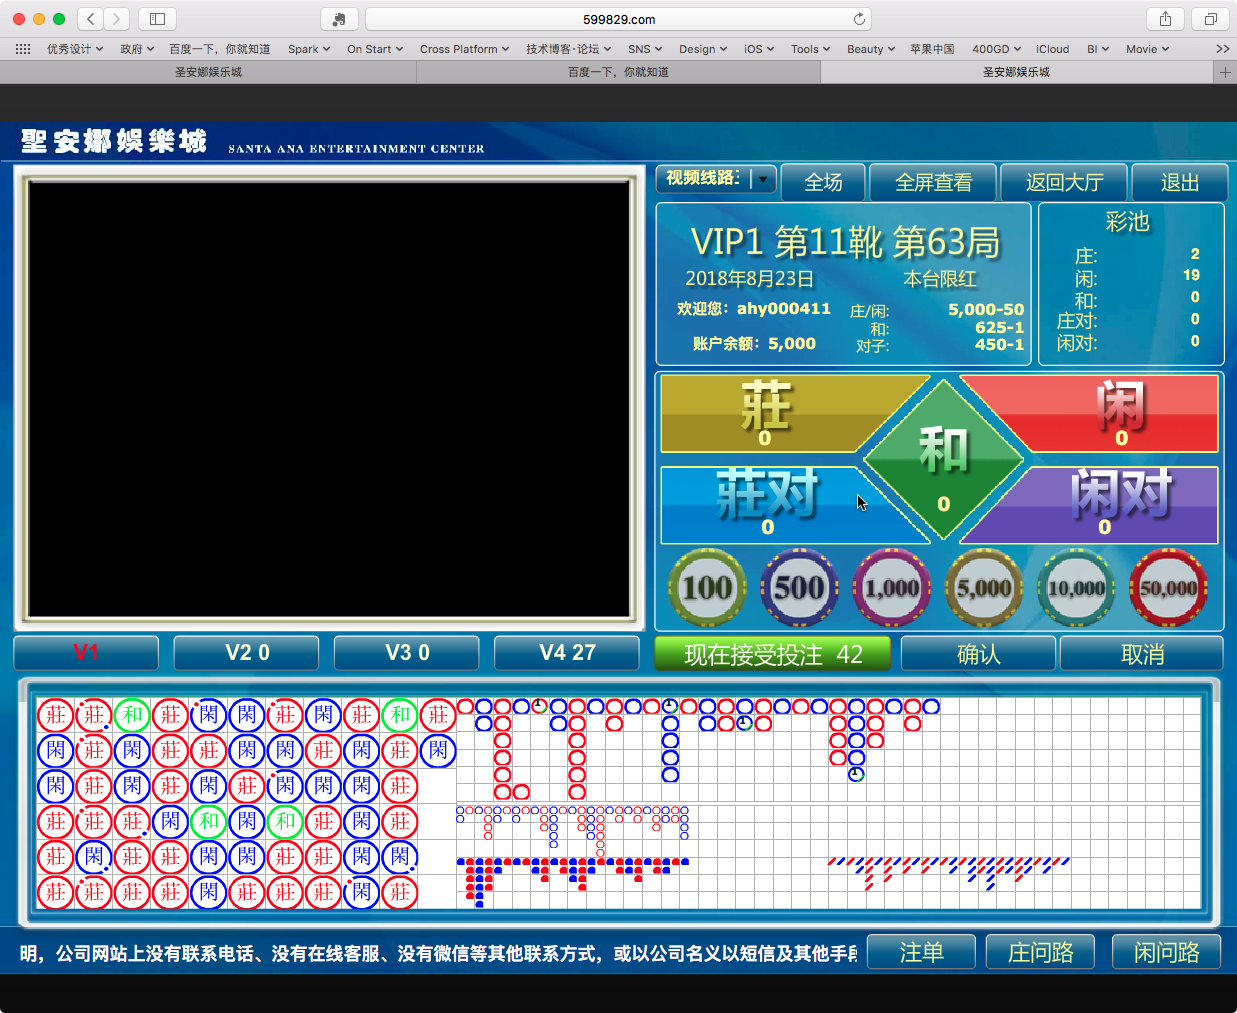 599829.com
优秀设计 政府 百度一下，你就知道 Spark On Start Cross Platform 技术博客·论坛 SNS Design iOS Tools Beauty 苹果中国 400GD iCloud BI Movie
圣安娜娱乐城 百度一下，你就知道 圣安娜娱乐城
聖安娜娛樂城 SANTA ANA ENTERTAINMENT CENTER
视频线路: 全场 全屏查看 返回大厅 退出
VIP1 第11靴 第63局
2018年8月23日 本台限红
欢迎您：ahy000411
账户余额：5,000
庄/闲: 5,000-50
和: 625-1
对子: 450-1
彩池
庄: 2
闲: 19
和: 0
庄对: 0
闲对: 0
莊 0
和 0
闲 0
莊对 0
闲对 0
100 500 1,000 5,000 10,000 50,000
V1 V2 0 V3 0 V4 27 现在接受投注 42 确认 取消
莊 莊 和 莊 閑 閑 莊 閑 莊 和 莊
閑 莊 閑 莊 莊 閑 閑 莊 閑 莊 閑
閑 莊 閑 莊 閑 莊 閑 閑 閑 莊
莊 莊 莊 閑 和 閑 和 莊 閑 莊
莊 閑 莊 莊 閑 閑 莊 莊 閑 閑
莊 莊 莊 莊 閑 莊 莊 莊 閑 莊
1 1 1 1
明，公司网站上没有联系电话、没有在线客服、没有微信等其他联系方式，或以公司名义以短信及其他手段 注单 庄问路 闲问路